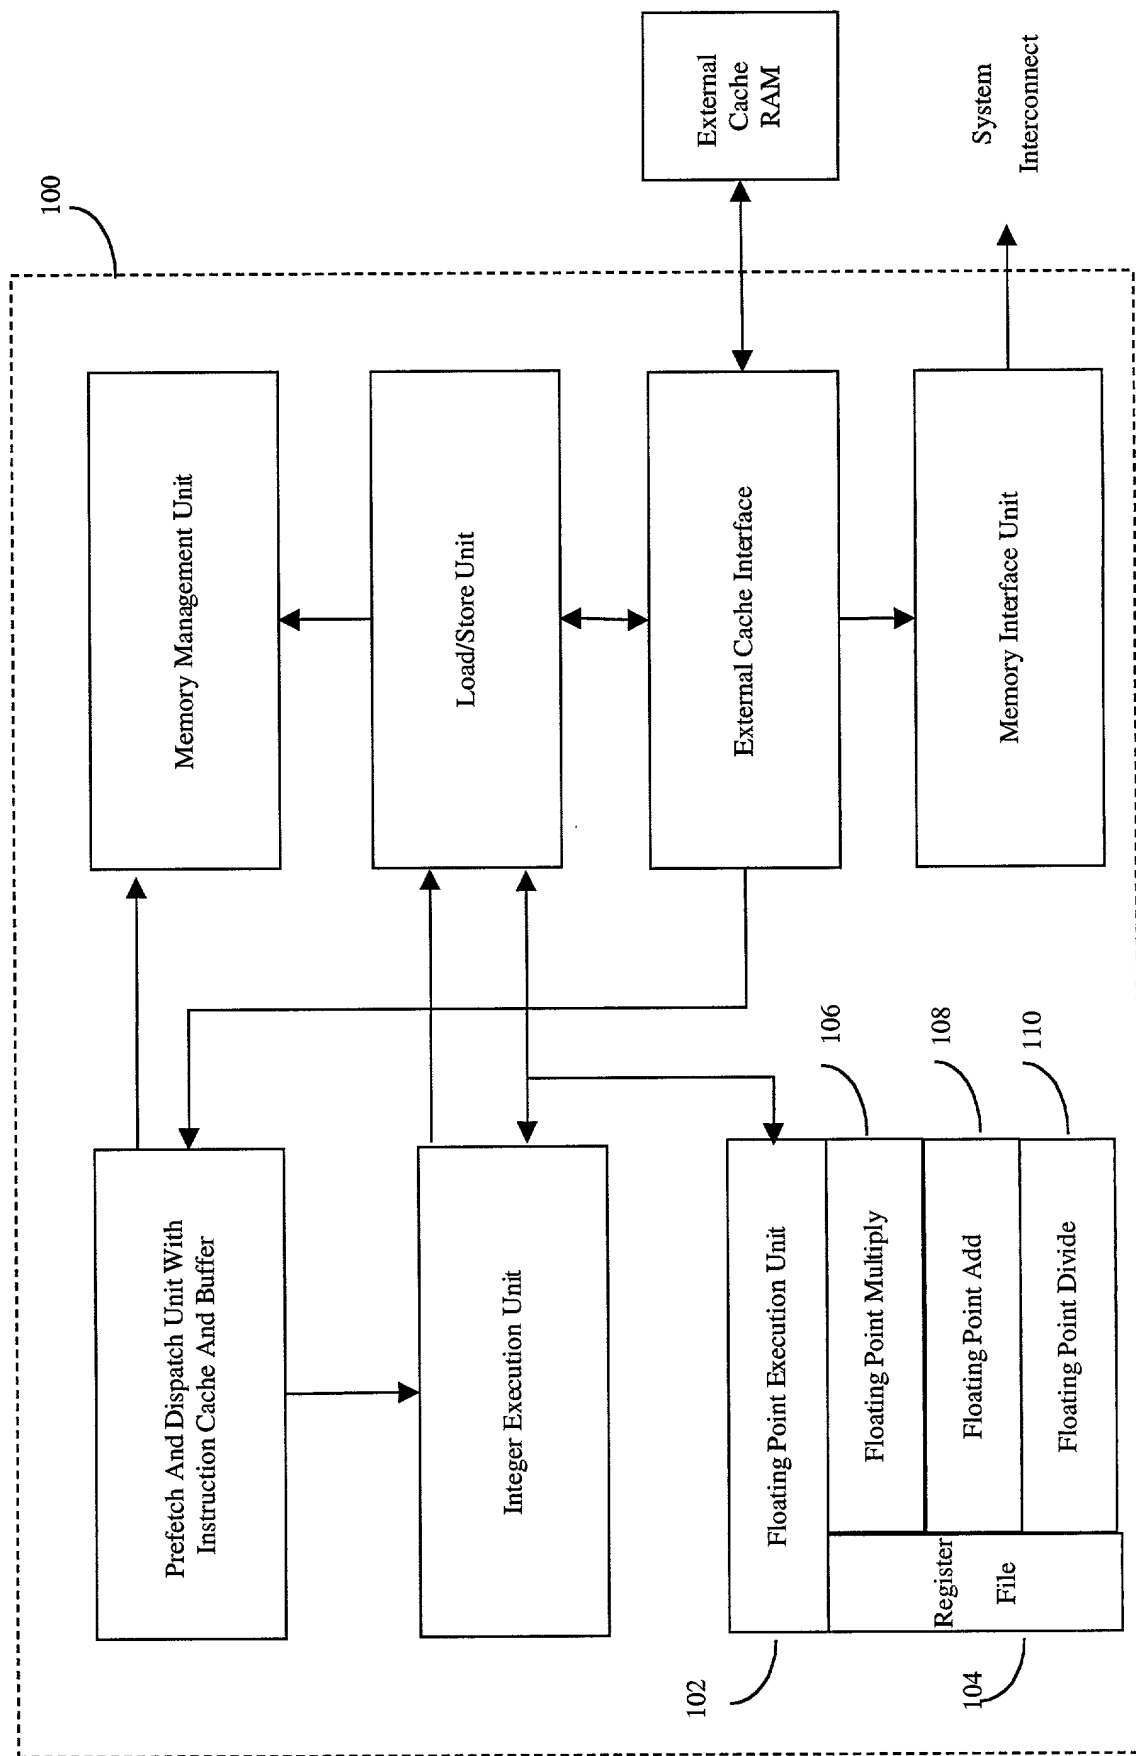 100
Prefetch And Dispatch Unit With
Instruction Cache And Buffer
Memory Management Unit
Integer Execution Unit
Load/Store Unit
External
Cache
RAM
102
Floating Point Execution Unit
106
External Cache Interface
Floating Point Multiply
108
System
Interconnect
Register
File
Floating Point Add
110
Memory Interface Unit
104
Floating Point Divide